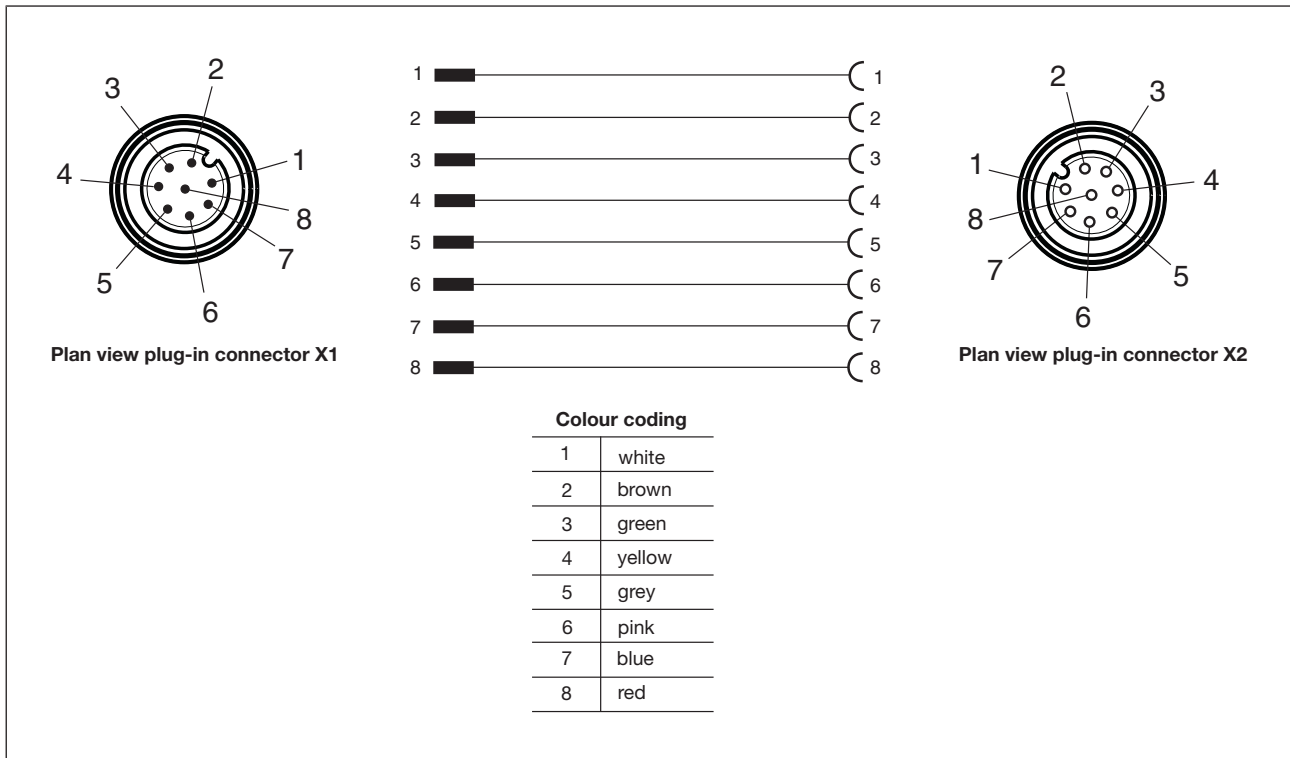 2
3
1
4
8
7
5
6
Plan view plug-in connector X1
1 1
2 2
3 3
4 4
5 5
6 6
7 7
8 8
2
3
1
4
8
7
5
6
Plan view plug-in connector X2
Colour coding
1 white
2 brown
3 green
4 yellow
5 grey
6 pink
7 blue
8 red